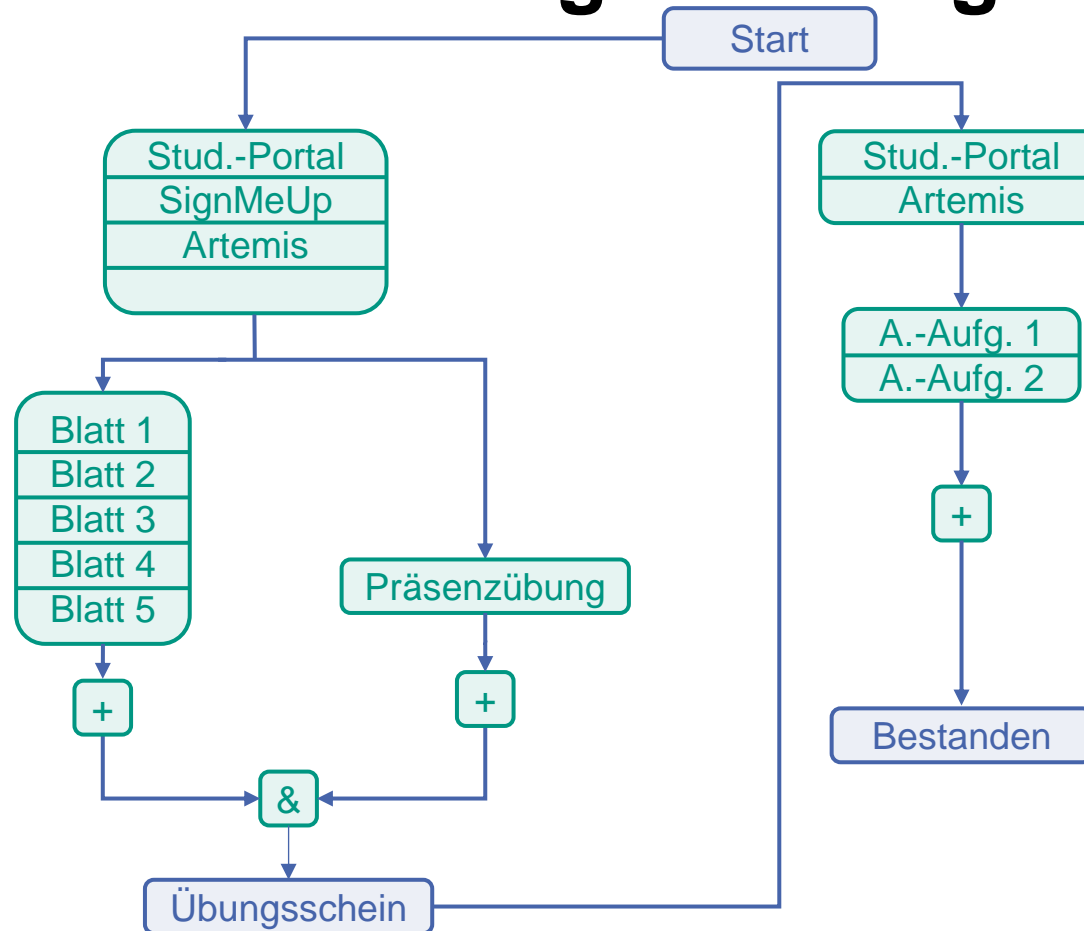 Start
Stud.-Portal
SignMeUp
Artemis
Blatt 1
Blatt 2
Blatt 3
Blatt 4
Blatt 5
+
Präsenzübung
+
&
Übungsschein
Stud.-Portal
Artemis
A.-Aufg. 1
A.-Aufg. 2
+
Bestanden